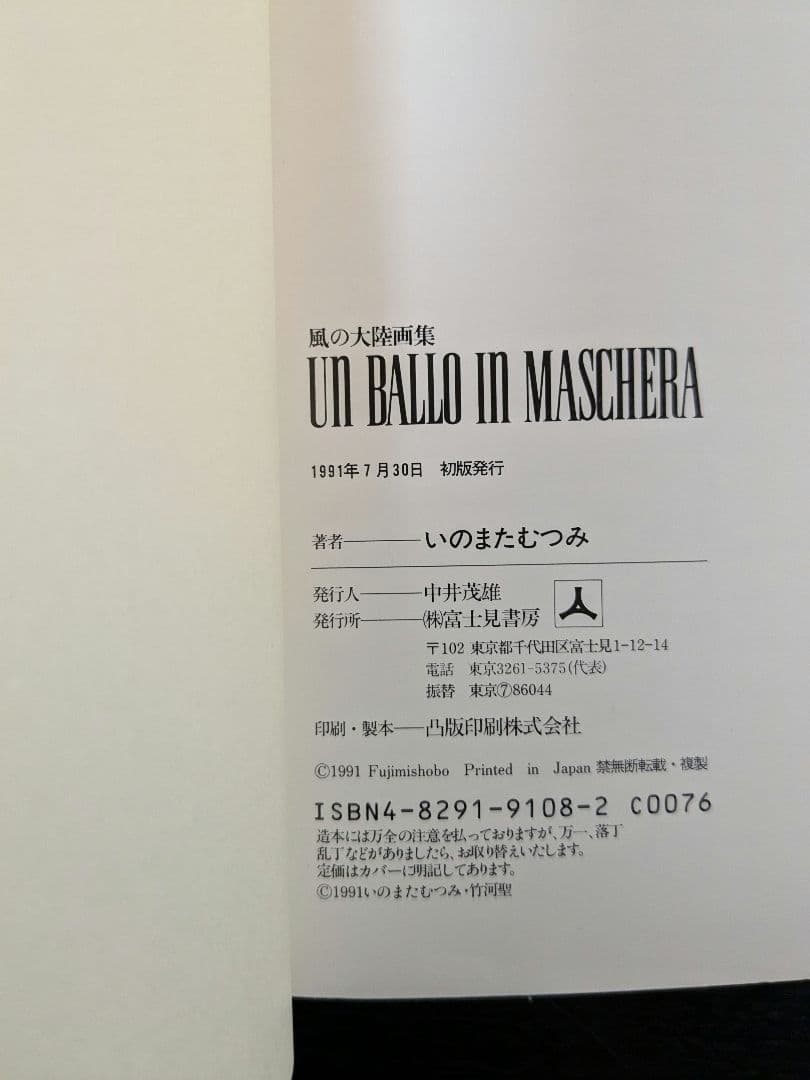 風の大陸画集
Un BALLO In MASCHERA
1991年7月30日 初版発行
著者――いのまたむつみ
発行人――中井茂雄
発行所――㈱富士見書房
〒102 東京都千代田区富士見1-12-14
電話 東京3261-5375(代表)
振替 東京⑦86044
印刷・製本――凸版印刷株式会社
©1991 Fujimishobo Printed in Japan 禁無断転載・複製
ISBN4-8291-9108-2 C0076
造本には万全の注意を払っておりますが、万一、落丁
乱丁などがありましたら、お取り替えいたします。
定価はカバーに明記してあります。
©1991いのまたむつみ・竹河聖